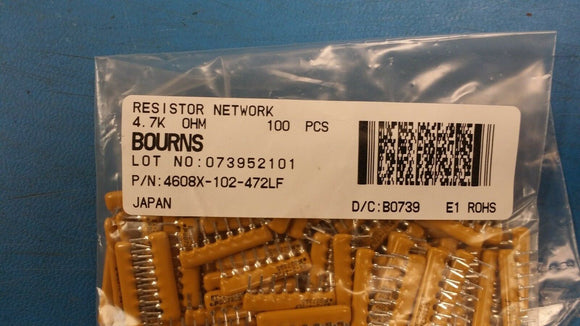 RESISTOR NETWORK
4.7K OHM 100 PCS
BOURNS
LOT NO:073952101
P/N:4608X-102-472LF
JAPAN D/C:B0739 E1 ROHS